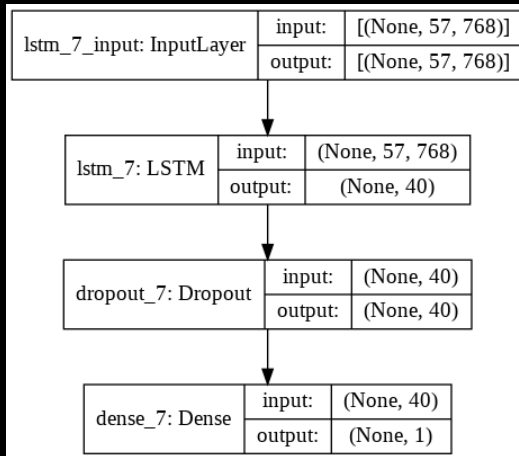 lstm_7_input: InputLayer
input: [(None, 57, 768)]
output: [(None, 57, 768)]
lstm_7: LSTM
input: (None, 57, 768)
output: (None, 40)
dropout_7: Dropout
input: (None, 40)
output: (None, 40)
dense_7: Dense
input: (None, 40)
output: (None, 1)